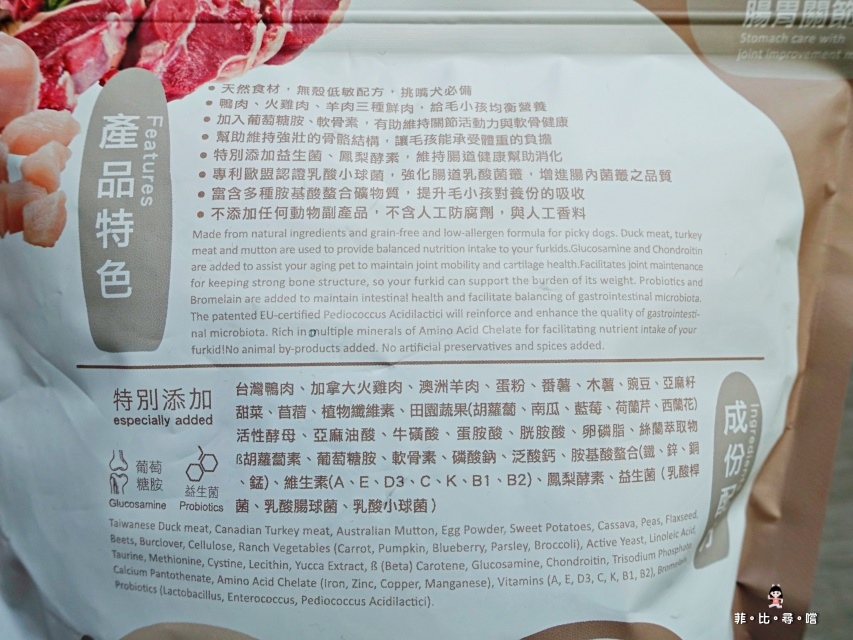 腸胃關節
Stomach care with
joint improvement
產品特色
Features
• 天然食材，無穀低敏配方，挑嘴犬必備
• 鴨肉、火雞肉、羊肉三種鮮肉，給毛小孩均衡營養
• 加入葡萄糖胺、軟骨素，有助維持關節活動力與軟骨健康
• 幫助維持強壯的骨骼結構，讓毛孩能承受體重的負擔
• 特別添加益生菌、鳳梨酵素，維持腸道健康幫助消化
• 專利歐盟認證乳酸小球菌，強化腸道乳酸菌叢，增進腸內菌叢之品質
• 富含多種胺基酸螯合礦物質，提升毛小孩對養份的吸收
• 不添加任何動物副產品，不含人工防腐劑，與人工香料
Made from natural ingredients and grain-free and low-allergen formula for picky dogs. Duck meat, turkey
meat and mutton are used to provide balanced nutrition intake to your furkids.Glucosamine and Chondroitin
are added to assist your aging pet to maintain joint mobility and cartilage health.Facilitates joint maintenance
for keeping strong bone structure, so your furkid can support the burden of its weight. Probiotics and
Bromelain are added to maintain intestinal health and facilitate balancing of gastrointestinal microbiota.
The patented EU-certified Pediococcus Acidilactici will reinforce and enhance the quality of gastrointesti-
nal microbiota. Rich in multiple minerals of Amino Acid Chelate for facilitating nutrient intake of your
furkid!No animal by-products added. No artificial preservatives and spices added.
特別添加
especially added
葡萄
糖胺
Glucosamine
益生菌
Probiotics
台灣鴨肉、加拿大火雞肉、澳洲羊肉、蛋粉、番薯、木薯、豌豆、亞麻籽
甜菜、苜蓿、植物纖維素、田園蔬果(胡蘿蔔、南瓜、藍莓、荷蘭芹、西蘭花)
活性酵母、亞麻油酸、牛磺酸、蛋胺酸、胱胺酸、卵磷脂、絲蘭萃取物
ß胡蘿蔔素、葡萄糖胺、軟骨素、磷酸鈉、泛酸鈣、胺基酸螯合(鐵、鋅、銅
、錳)、維生素(A、E、D3、C、K、B1、B2)、鳳梨酵素、益生菌（乳酸桿
菌、乳酸腸球菌、乳酸小球菌）
成份
Ingredien
Taiwanese Duck meat, Canadian Turkey meat, Australian Mutton, Egg Powder, Sweet Potatoes, Cassava, Peas, Flaxseed,
Beets, Burclover, Cellulose, Ranch Vegetables (Carrot, Pumpkin, Blueberry, Parsley, Broccoli), Active Yeast, Linoleic Acid,
Taurine, Methionine, Cystine, Lecithin, Yucca Extract, ß (Beta) Carotene, Glucosamine, Chondroitin, Trisodium Phosphate
Calcium Pantothenate, Amino Acid Chelate (Iron, Zinc, Copper, Manganese), Vitamins (A, E, D3, C, K, B1, B2), Bromelain
Probiotics (Lactobacillus, Enterococcus, Pediococcus Acidilactici).
菲•比•尋•嚐